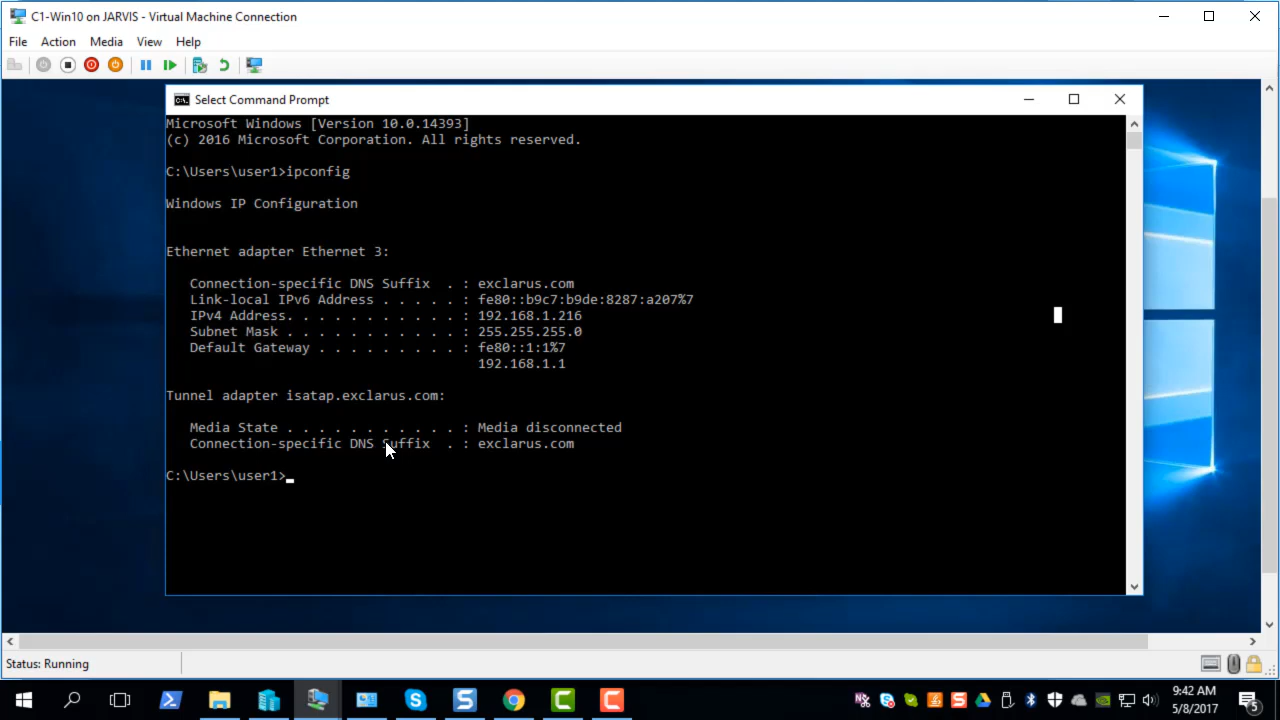 C1-Win10 on JARVIS - Virtual Machine Connection
File Action Media View Help
C:\. Select Command Prompt
Microsoft Windows [Version 10.0.14393]
(c) 2016 Microsoft Corporation. All rights reserved.
C:\Users\user1>ipconfig
Windows IP Configuration
Ethernet adapter Ethernet 3:
Connection-specific DNS Suffix . : exclarus.com
Link-local IPv6 Address . . . . . : fe80::b9c7:b9de:8287:a207%7
IPv4 Address. . . . . . . . . . . : 192.168.1.216
Subnet Mask . . . . . . . . . . . : 255.255.255.0
Default Gateway . . . . . . . . . : fe80::1:1%7
192.168.1.1
Tunnel adapter isatap.exclarus.com:
Media State . . . . . . . . . . . : Media disconnected
Connection-specific DNS Suffix . : exclarus.com
C:\Users\user1>
Status: Running
9:42 AM
5/8/2017
5